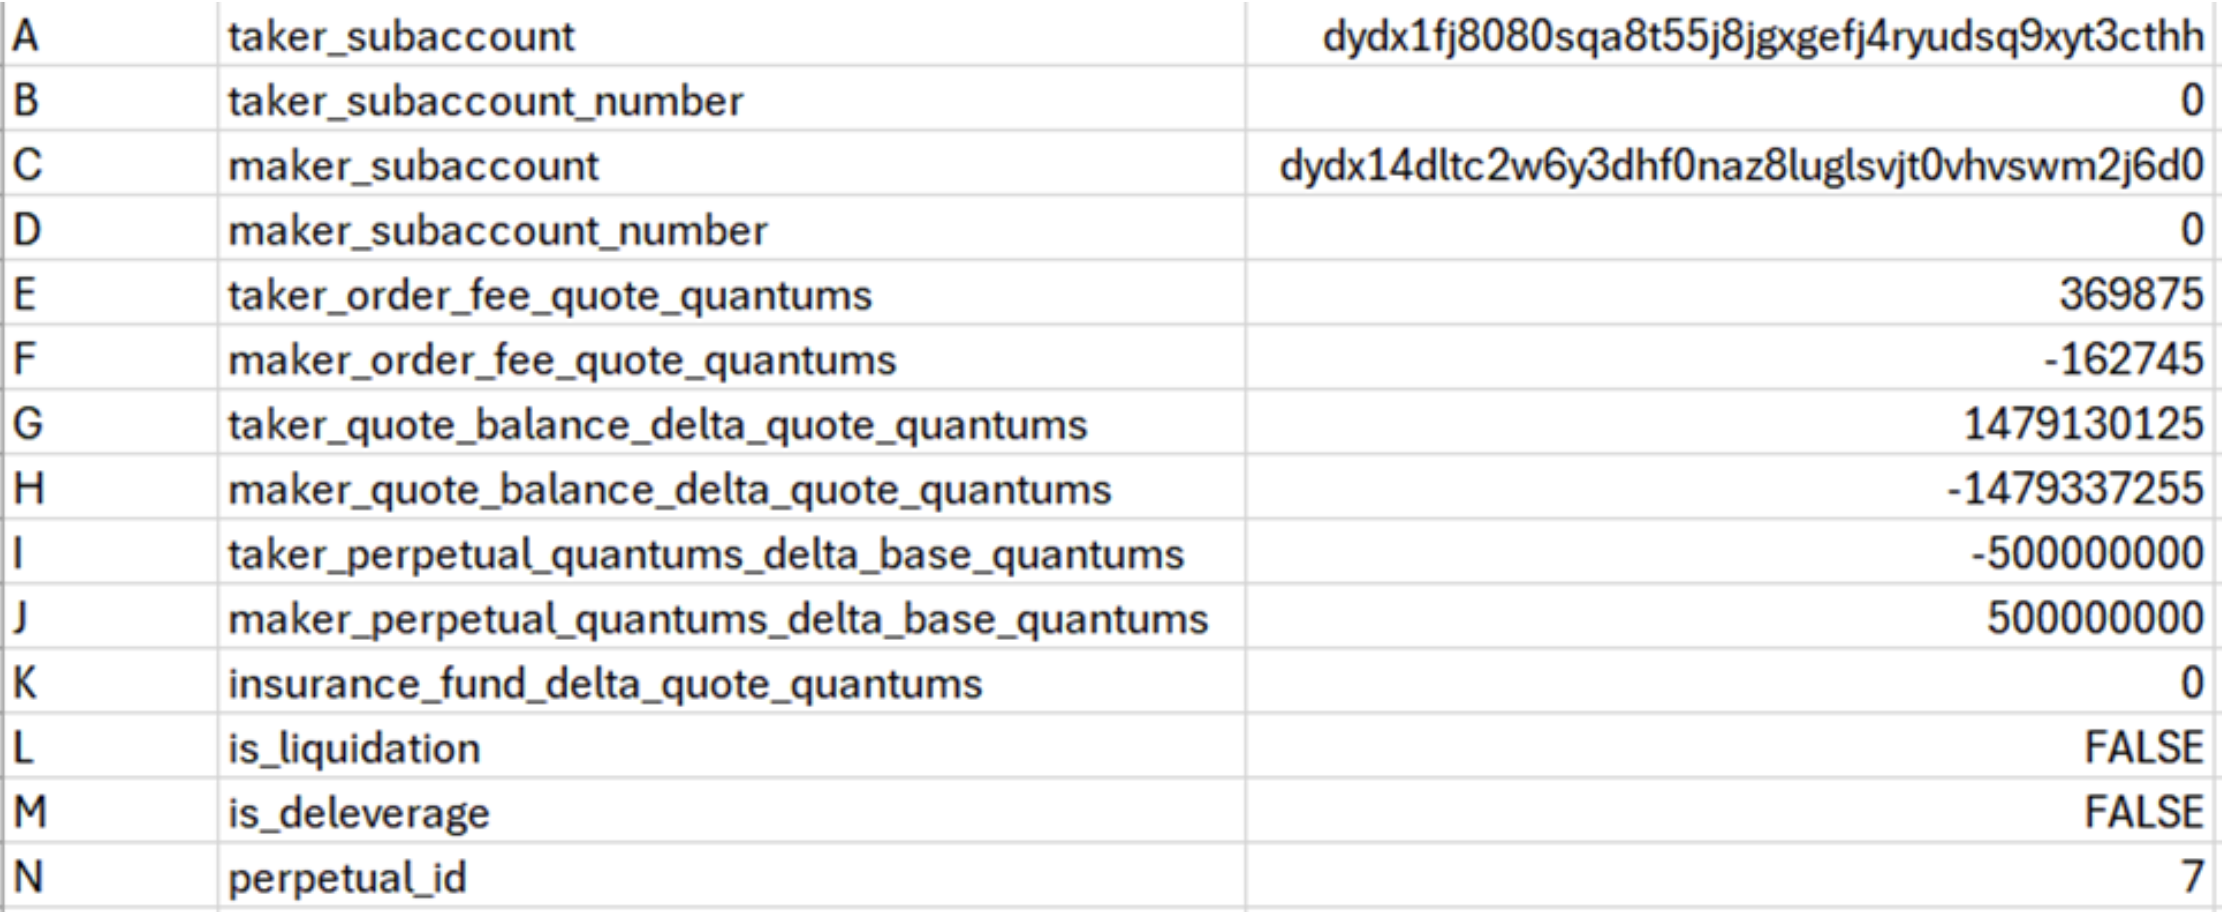 A taker_subaccount dydx1fj8080sqa8t55j8jgxgefj4ryudsq9xyt3cthh
B taker_subaccount_number 0
C maker_subaccount dydx14dltc2w6y3dhf0naz8luglsvjt0vhvswm2j6d0
D maker_subaccount_number 0
E taker_order_fee_quote_quantums 369875
F maker_order_fee_quote_quantums -162745
G taker_quote_balance_delta_quote_quantums 1479130125
H maker_quote_balance_delta_quote_quantums -1479337255
I taker_perpetual_quantums_delta_base_quantums -500000000
J maker_perpetual_quantums_delta_base_quantums 500000000
K insurance_fund_delta_quote_quantums 0
L is_liquidation FALSE
M is_deleverage FALSE
N perpetual_id 7